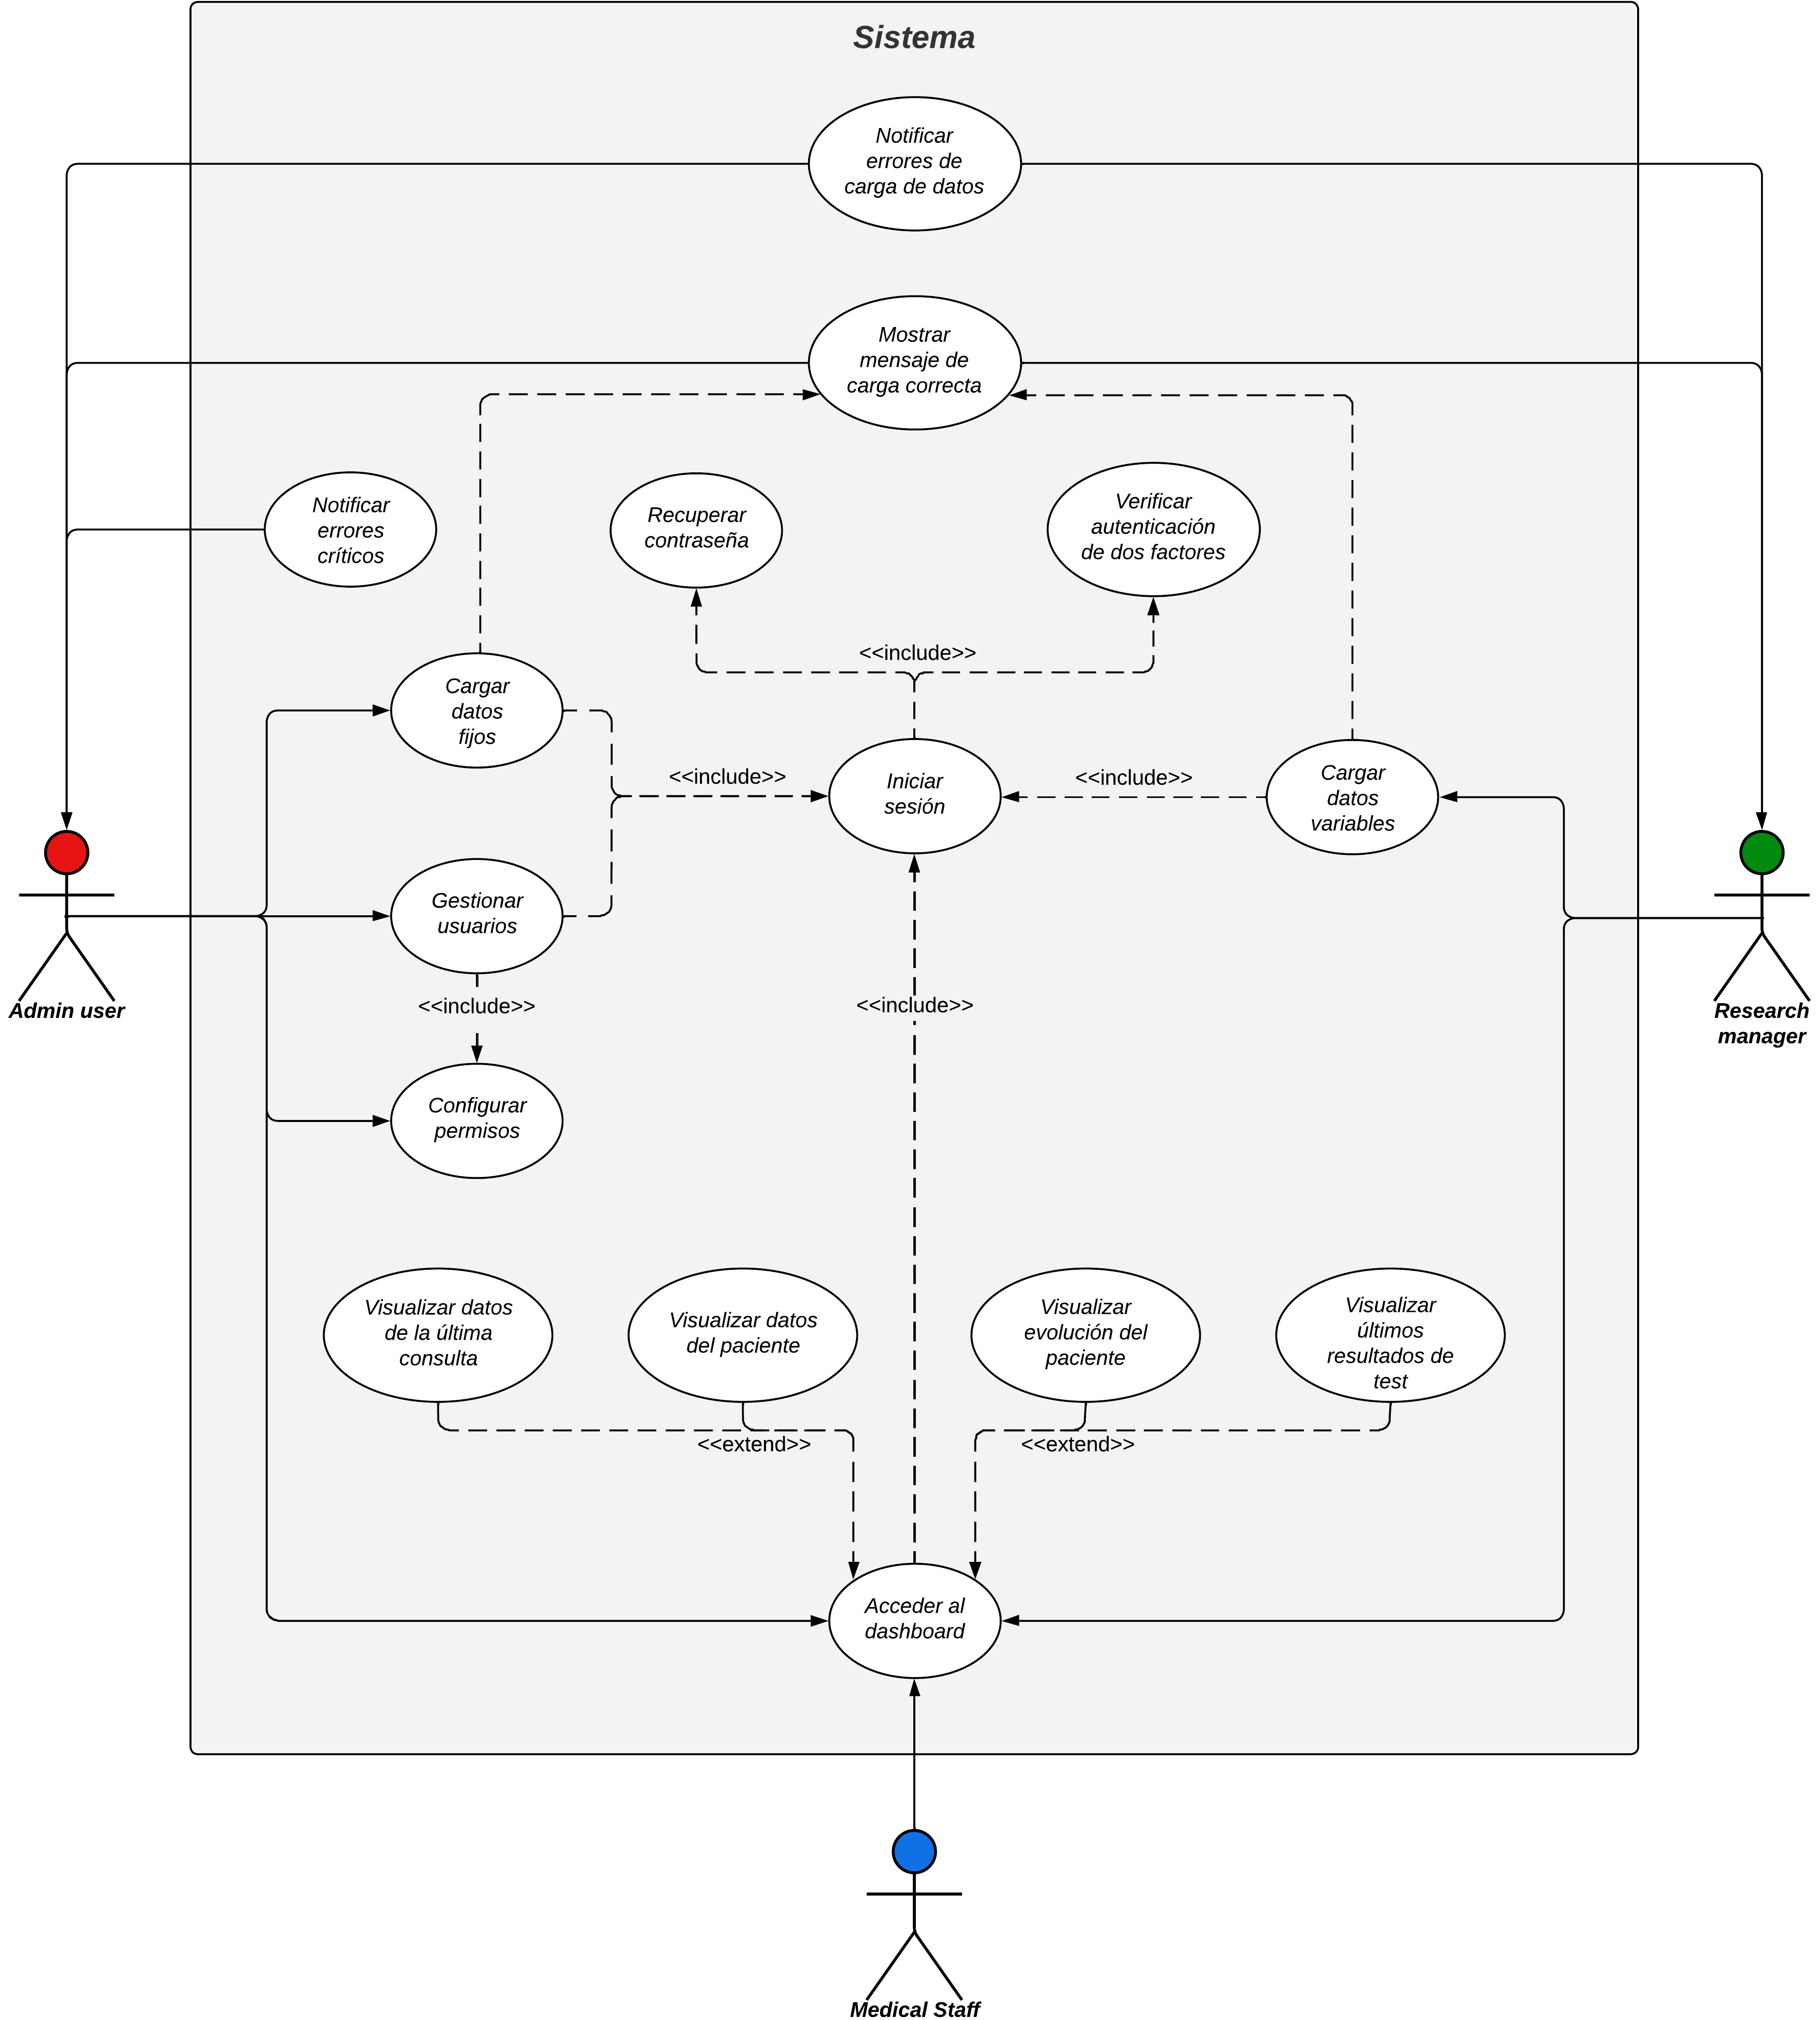 Sistema
Notificar
errores de
carga de datos
Mostrar
mensaje de
carga correcta
Notificar
errores
críticos
Recuperar
contraseña
Verificar
autenticación
de dos factores
<<include>>
Cargar
datos
fijos
<<include>>
Iniciar
sesión
<<include>>
Cargar
datos
variables
Gestionar
usuarios
<<include>>
<<include>>
Admin user
Research
manager
Configurar
permisos
Visualizar datos
de la última
consulta
Visualizar datos
del paciente
Visualizar
evolución del
paciente
Visualizar
últimos
resultados de
test
<<extend>>
<<extend>>
Acceder al
dashboard
Medical Staff